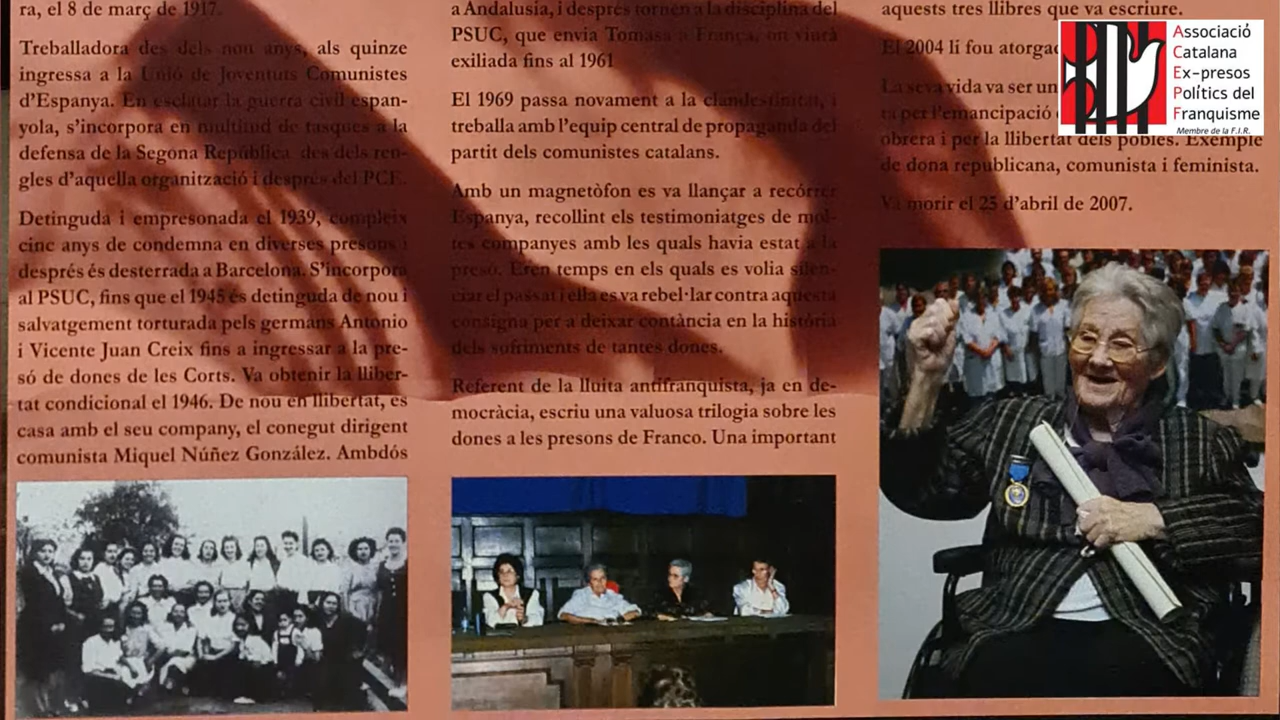 ra, el 8 de març de 1917.
Treballadora des dels nou anys, als quinze
ingressa a la Unió de Joventuts Comunistes
d'Espanya. En esclatar la guerra civil espan-
yola, s'incorpora en multitud de tasques a la
defensa de la Segona República des dels ren-
gles d'aquella organització i després del PCE.
Detinguda i empresonada el 1939, compleix
cinc anys de condemna en diverses presons i
després és desterrada a Barcelona. S'incorpora
al PSUC, fins que el 1945 és detinguda de nou i
salvatgement torturada pels germans Antonio
i Vicente Juan Creix fins a ingressar a la pre-
só de dones de les Corts. Va obtenir la lliber-
tat condicional el 1946. De nou en llibertat, es
casa amb el seu company, el conegut dirigent
comunista Miquel Núñez González. Ambdós
a Andalusia, i després tornen a la disciplina del
PSUC, que envia Tomasa a França, on viurà
exiliada fins al 1961
El 1969 passa novament a la clandestinitat, i
treballa amb l'equip central de propaganda del
partit dels comunistes catalans.
Amb un magnetòfon es va llançar a recórrer
Espanya, recollint els testimoniatges de mol-
tes companyes amb les quals havia estat a la
presó. Eren temps en els quals es volia silen-
ciar el passat i ella es va rebel·lar contra aquesta
consigna per a deixar contància en la història
dels sofriments de tantes dones.
Referent de la lluita antifranquista, ja en de-
mocràcia, escriu una valuosa trilogia sobre les
dones a les presons de Franco. Una important
aquests tres llibres que va escriure.
El 2004 li fou atorgad
La seva vida va ser un
ta per l'emancipació
obrera i per la llibertat dels pobles. Exemple
de dona republicana, comunista i feminista.
Va morir el 25 d'abril de 2007.
Associació
Catalana
Ex-presos
Polítics del
Franquisme
Membre de la F.I.R.